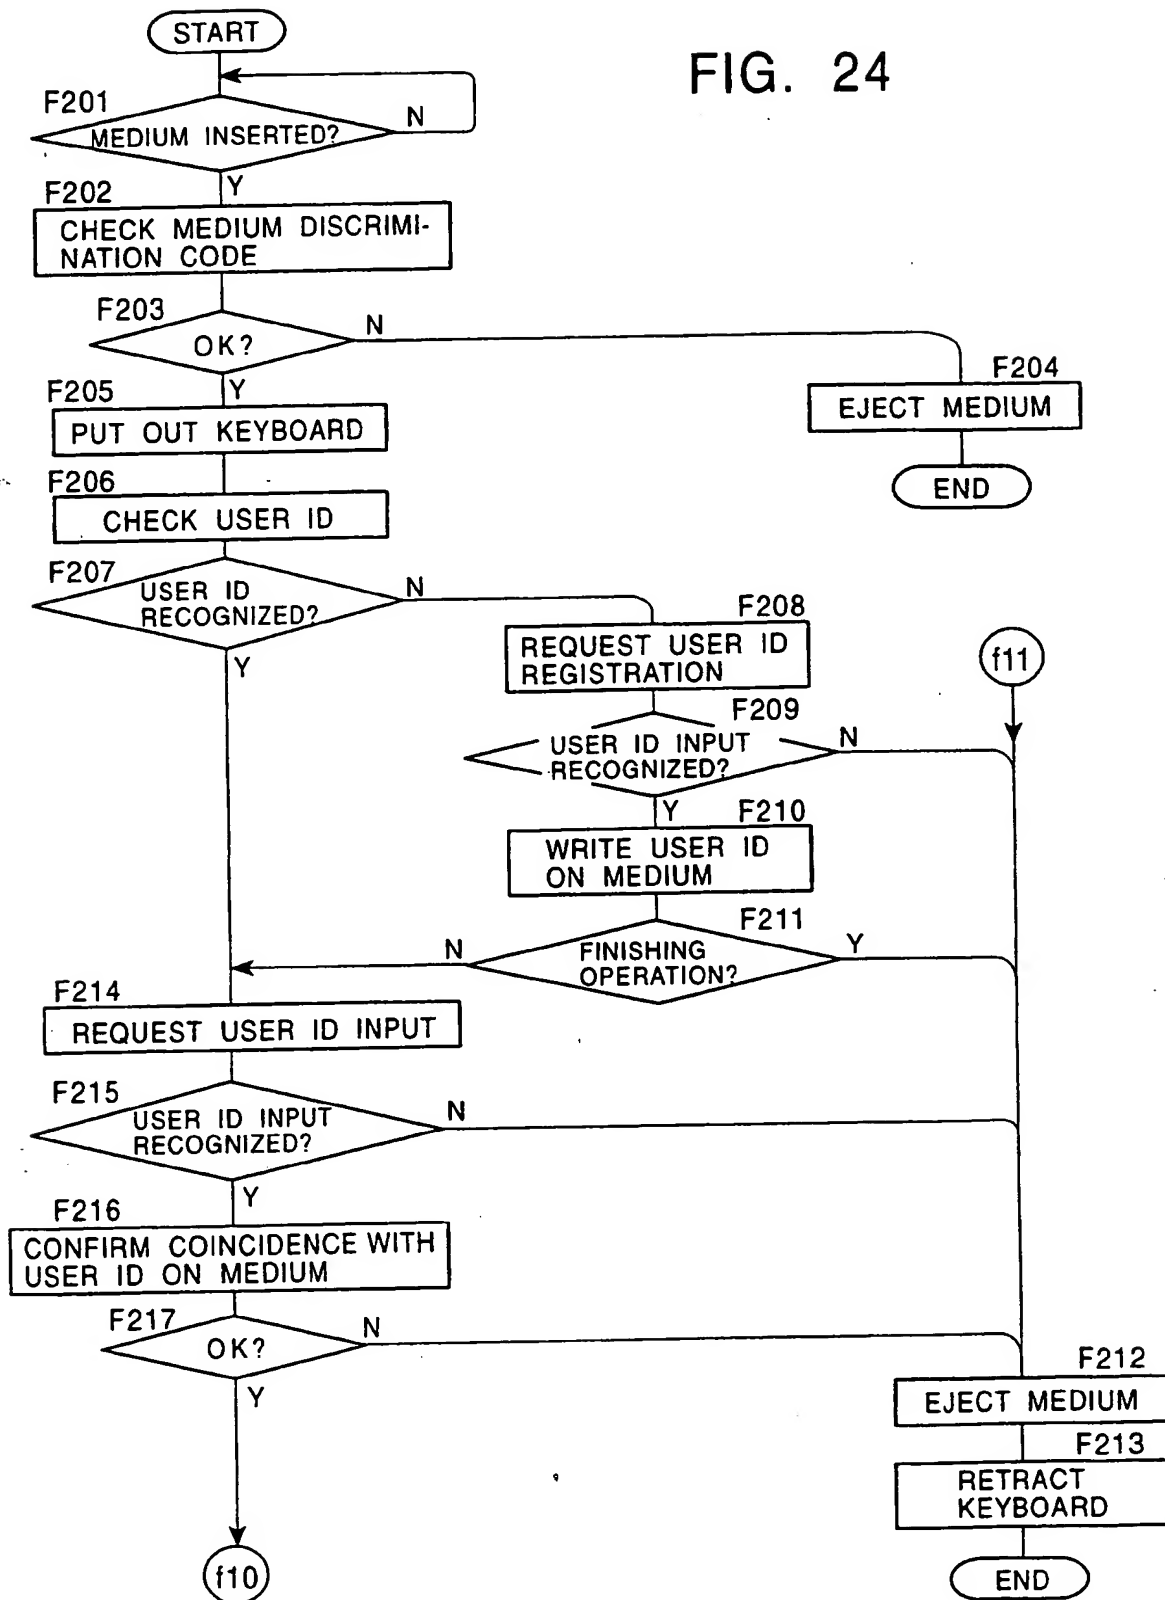 START
FIG. 24
F201
MEDIUM INSERTED?
N
Y
F202
CHECK MEDIUM DISCRIMI-
NATION CODE
F203
OK?
N
Y
F204
EJECT MEDIUM
END
F205
PUT OUT KEYBOARD
F206
CHECK USER ID
F207
USER ID
RECOGNIZED?
N
Y
F208
REQUEST USER ID
REGISTRATION
f11
F209
USER ID INPUT
RECOGNIZED?
N
Y
F210
WRITE USER ID
ON MEDIUM
F211
FINISHING
OPERATION?
N
Y
F214
REQUEST USER ID INPUT
F215
USER ID INPUT
RECOGNIZED?
N
Y
F216
CONFIRM COINCIDENCE WITH
USER ID ON MEDIUM
F217
OK?
N
Y
F212
EJECT MEDIUM
F213
RETRACT
KEYBOARD
END
f10